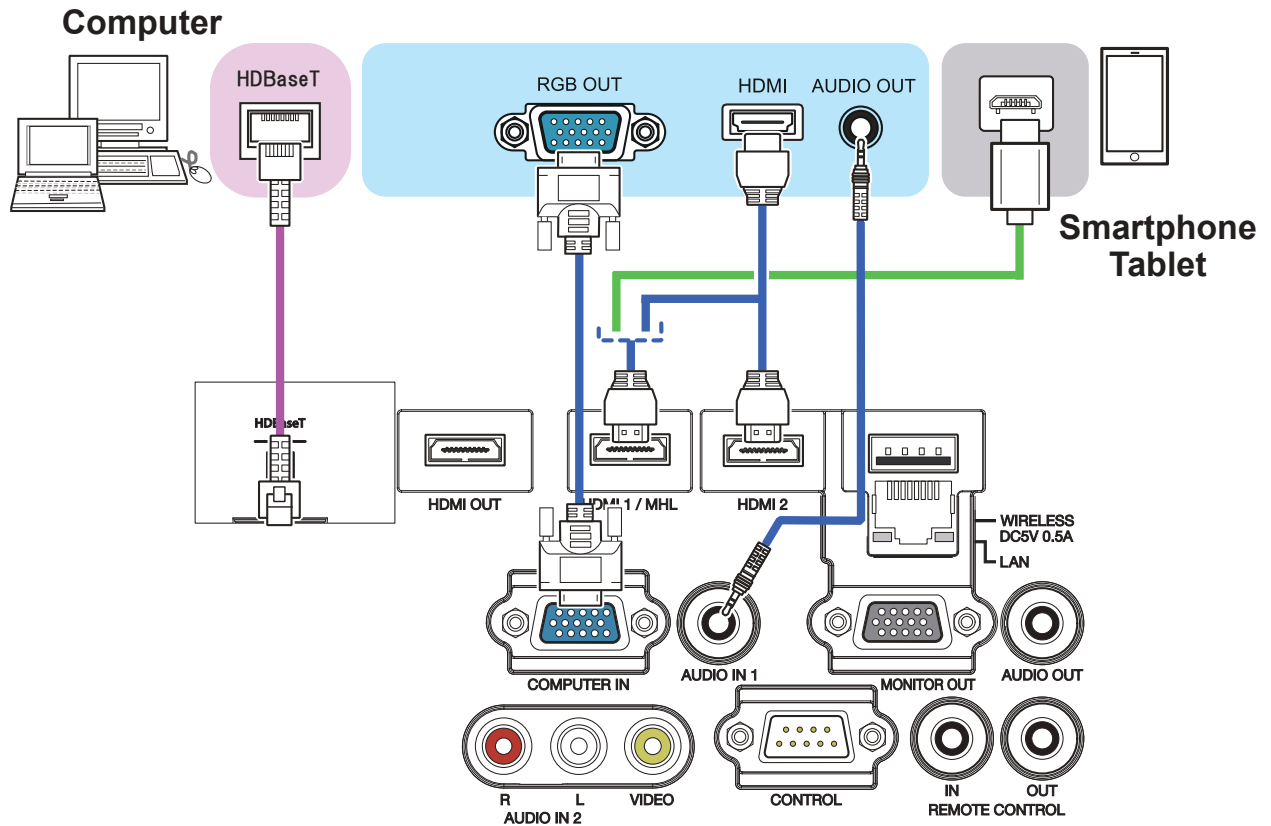 Computer
HDBaseT
RGB OUT
HDMI
AUDIO OUT
Smartphone
Tablet
HDBaseT
HDMI OUT
HDMI 1 / MHL
HDMI 2
WIRELESS
DC5V 0.5A
LAN
COMPUTER IN
AUDIO IN 1
MONITOR OUT
AUDIO OUT
R
L
VIDEO
AUDIO IN 2
CONTROL
IN
OUT
REMOTE CONTROL